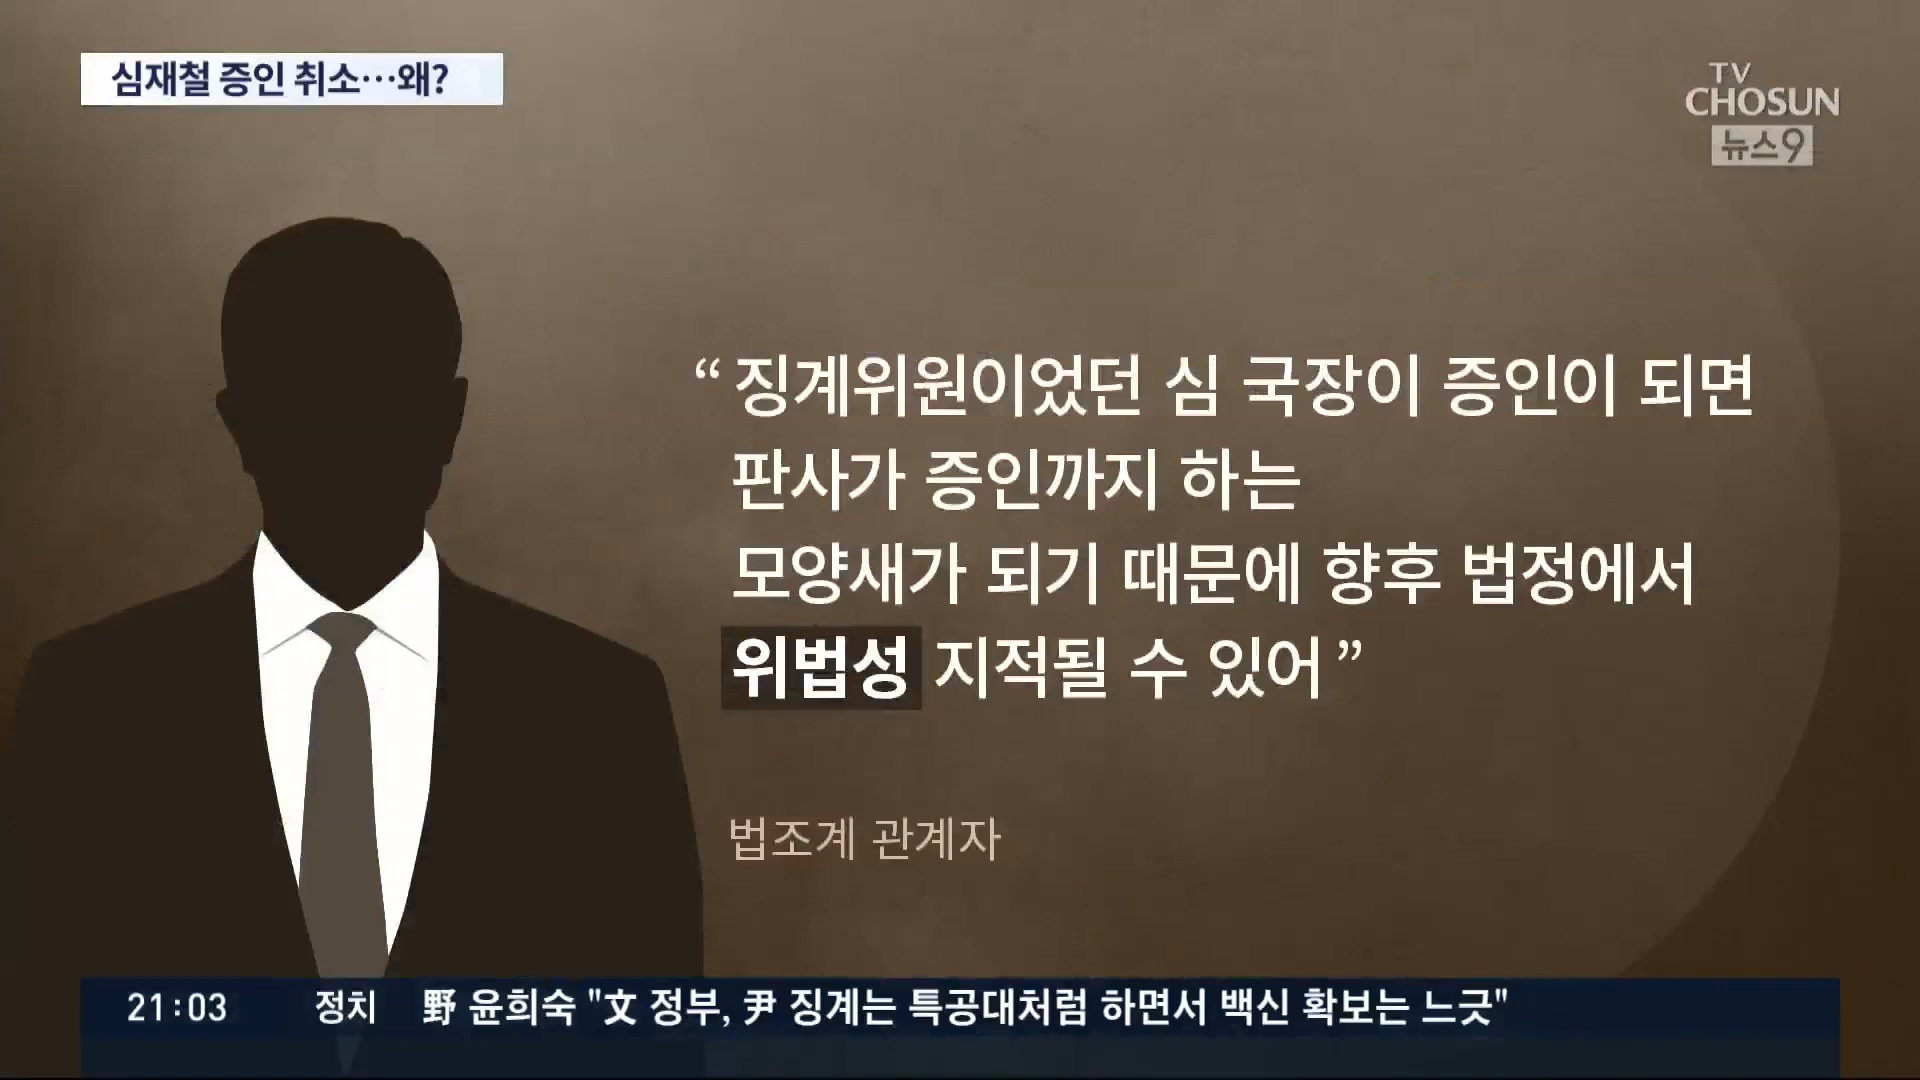 심재철 증인 취소…왜?
TV
CHOSUN
뉴스9
“ 징계위원이었던 심 국장이 증인이 되면
판사가 증인까지 하는
모양새가 되기 때문에 향후 법정에서
위법성 지적될 수 있어 ”
법조계 관계자
21:03 정치 野 윤희숙 "文 정부, 尹 징계는 특공대처럼 하면서 백신 확보는 느긋"